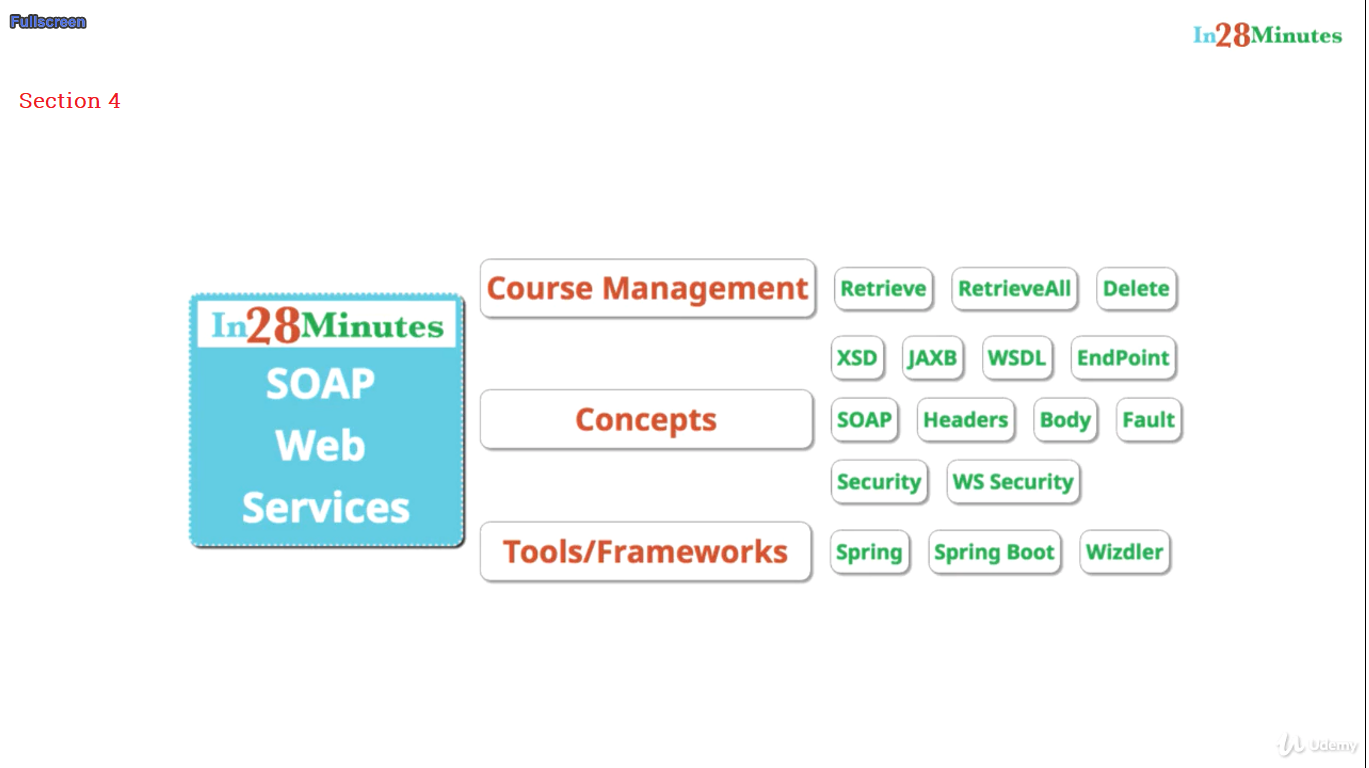 Fullscreen
In28Minutes
Section 4
Course Management Retrieve RetrieveAll Delete
In28Minutes
SOAP
Web
Services
XSD JAXB WSDL EndPoint
Concepts SOAP Headers Body Fault
Security WS Security
Tools/Frameworks Spring Spring Boot Wizdler
Udemy